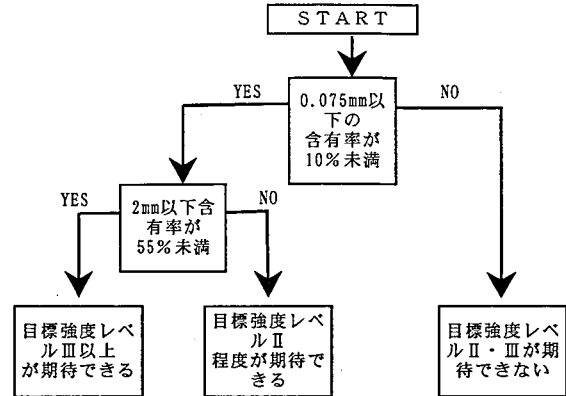 START
YES
0.075mm以
下の
含有率が
10%未満
NO
YES
2mm以下含
有率が
55%未満
NO
目標強度レベ
ルⅢ以上
が期待できる
目標強度レベ
ルⅡ
程度が期待で
きる
目標強度レベ
ルⅡ・Ⅲが期
待できない